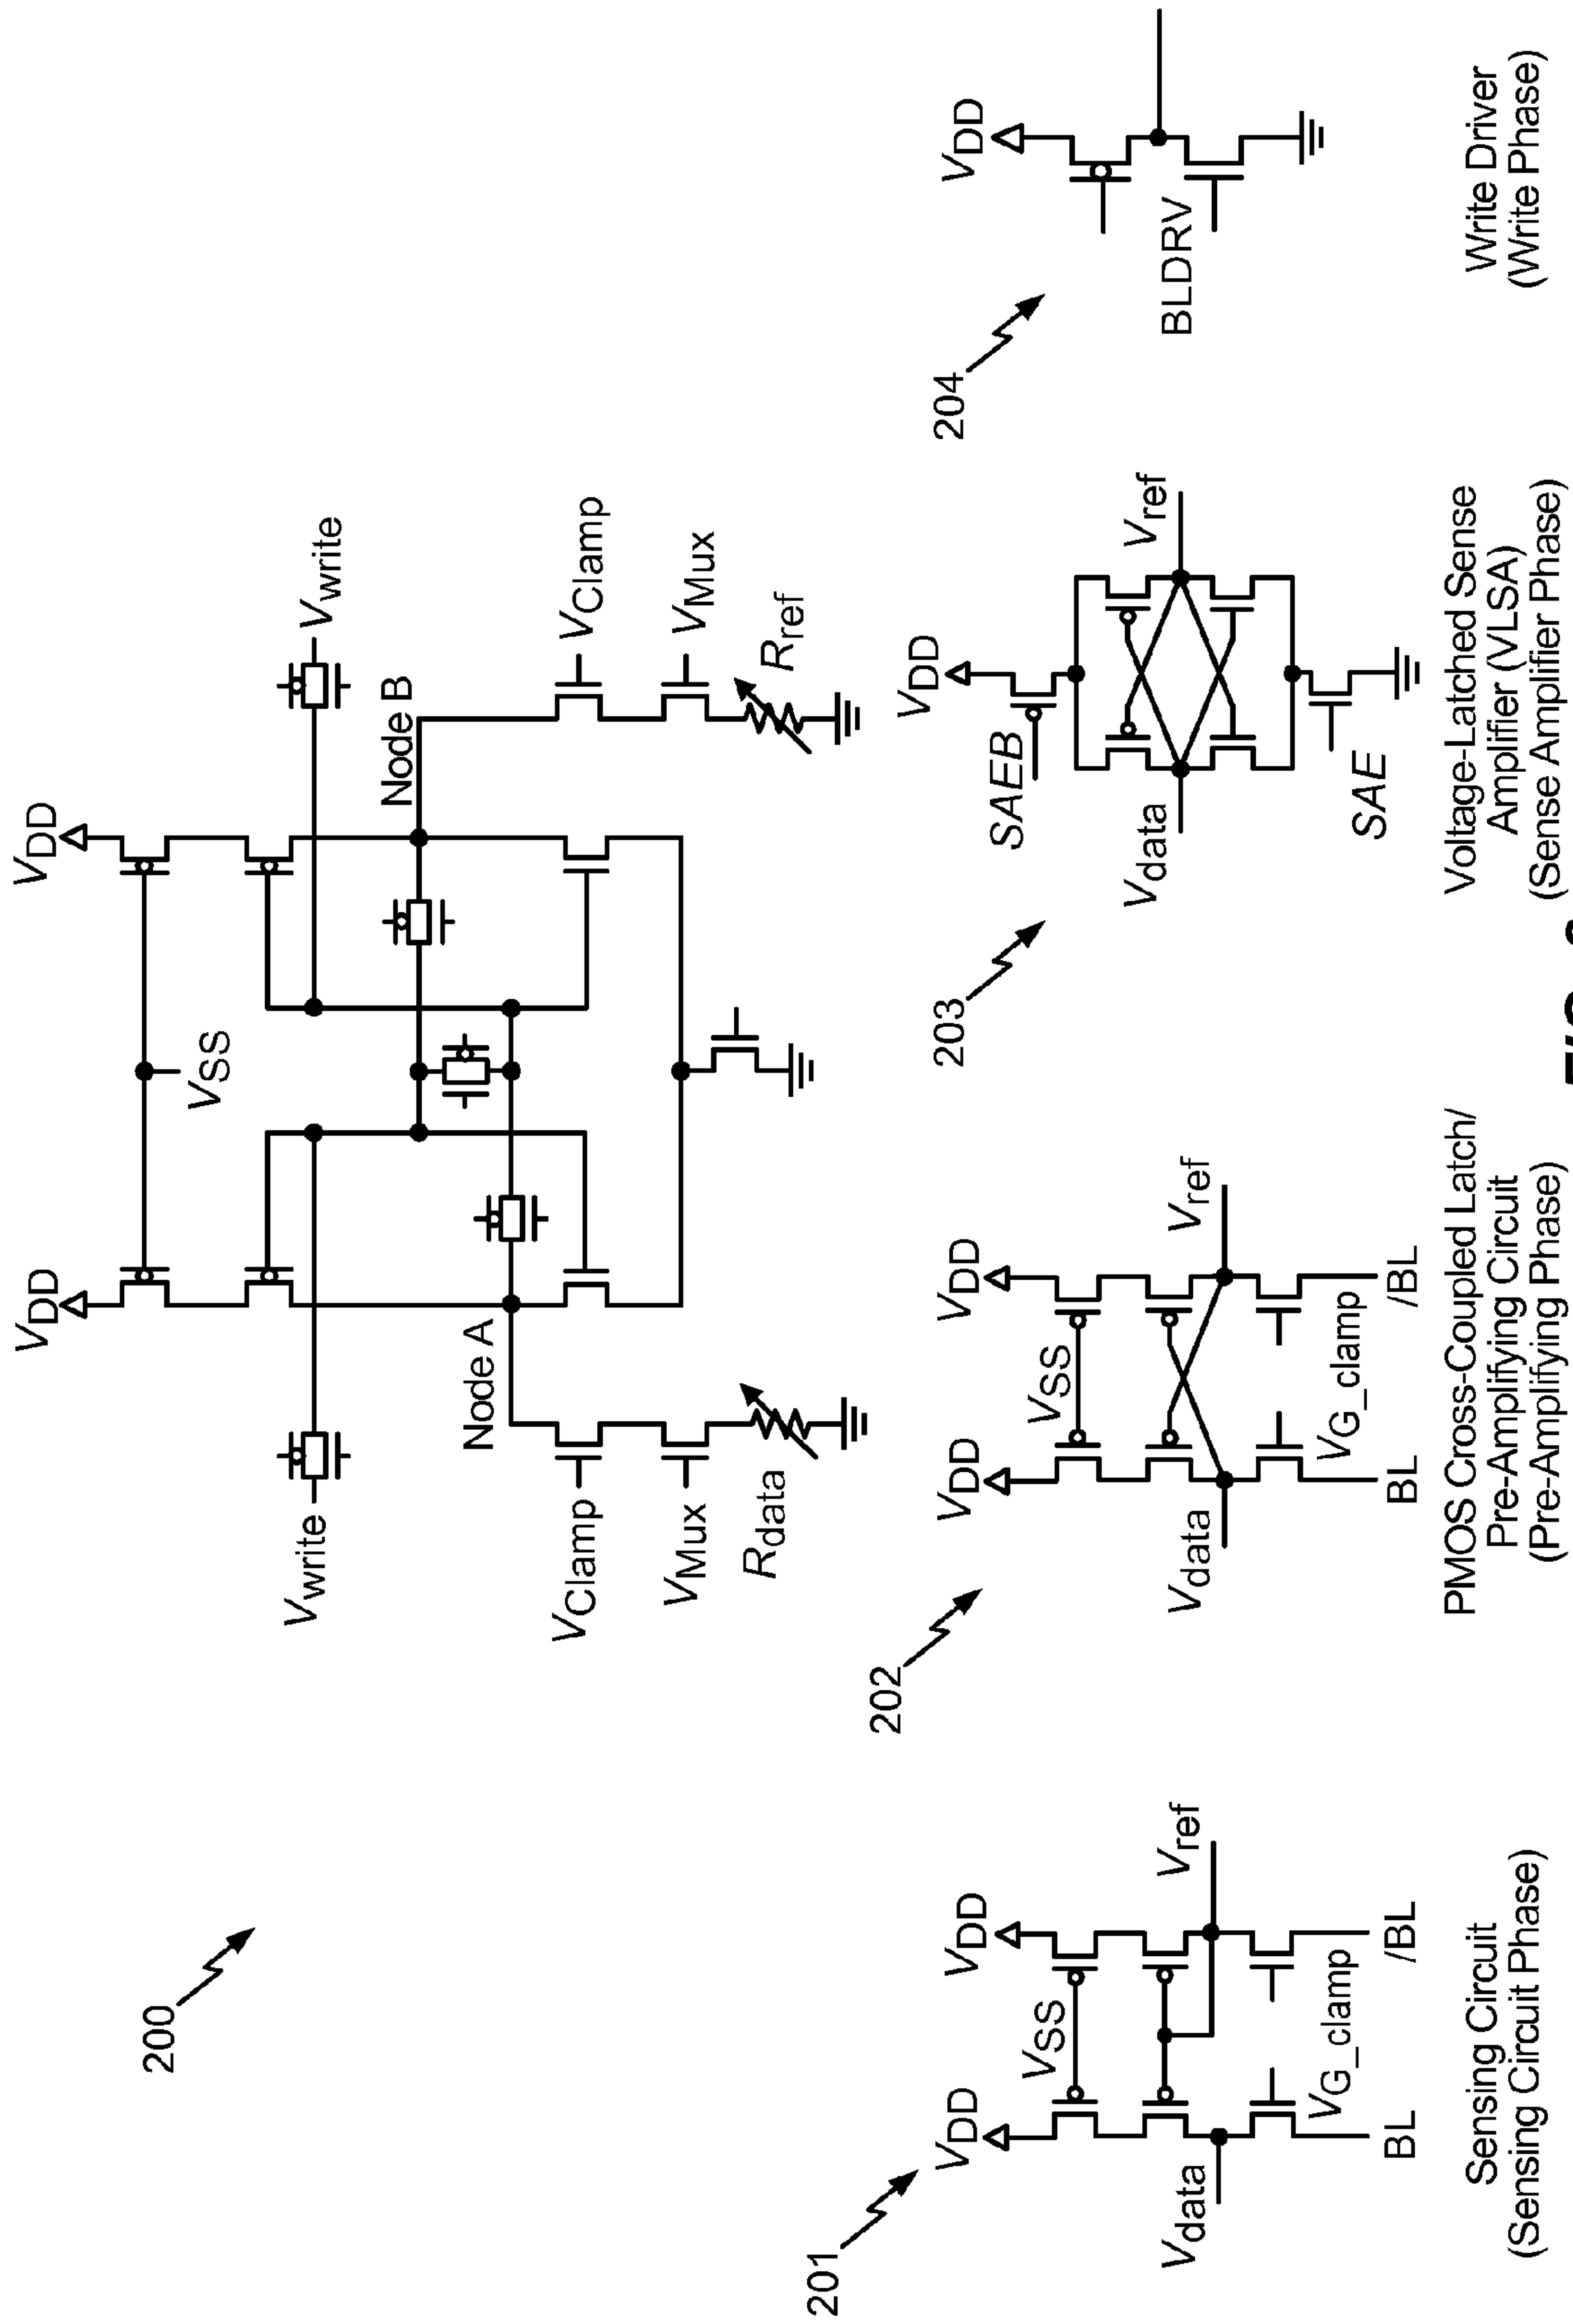 200
VDD
VDD
VSS
Vwrite
Vwrite
Node A
Node B
VClamp
VClamp
VMux
VMux
Rdata
Rref
201
VDD
VDD
VSS
Vdata
Vref
VG_clamp
BL
/BL
Sensing Circuit
(Sensing Circuit Phase)
202
VDD
VDD
VSS
Vdata
Vref
VG_clamp
BL
/BL
PMOS Cross-Coupled Latch/
Pre-Amplifying Circuit
(Pre-Amplifying Phase)
203
VDD
SAEB
Vdata
Vref
SAE
Voltage-Latched Sense
Amplifier (VLSA)
(Sense Amplifier Phase)
204
VDD
BLDRV
Write Driver
(Write Phase)